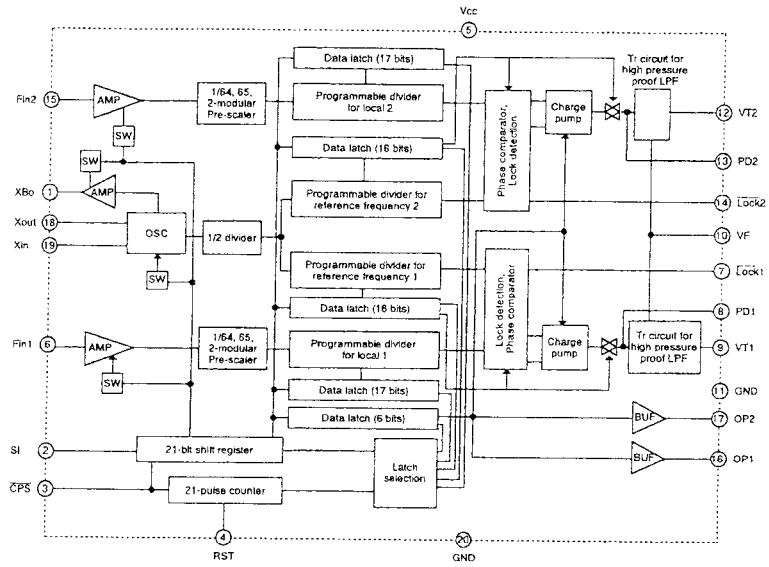 Vcc
5
Data latch (17 bits)
Tr circuit for
high pressure
proof LPF
Fin2
15
AMP
1/64, 65,
2-modular
Pre-scaler
Programmable divider
for local 2
Phase comparator,
Lock detection
Charge
pump
12
VT2
SW
Data latch (16 bits)
13
PD2
SW
XBo
1
AMP
Programmable divider for
reference frequency 2
14
Lock2
Xout
18
OSC
1/2 divider
10
VF
Xin
19
SW
Programmable divider for
reference frequency 1
Lock detection,
Phase comparator
7
Lock1
Data latch (16 bits)
8
PD1
Fin1
6
AMP
1/64, 65,
2-modular
Pre-scaler
Programmable divider
for local 1
Charge
pump
Tr circuit for
high pressure
proof LPF
9
VT1
SW
Data latch (17 bits)
11
GND
Data latch (6 bits)
BUF
17
OP2
SI
2
21-bit shift register
Latch
selection
BUF
16
OP1
CPS
3
21-pulse counter
4
RST
20
GND